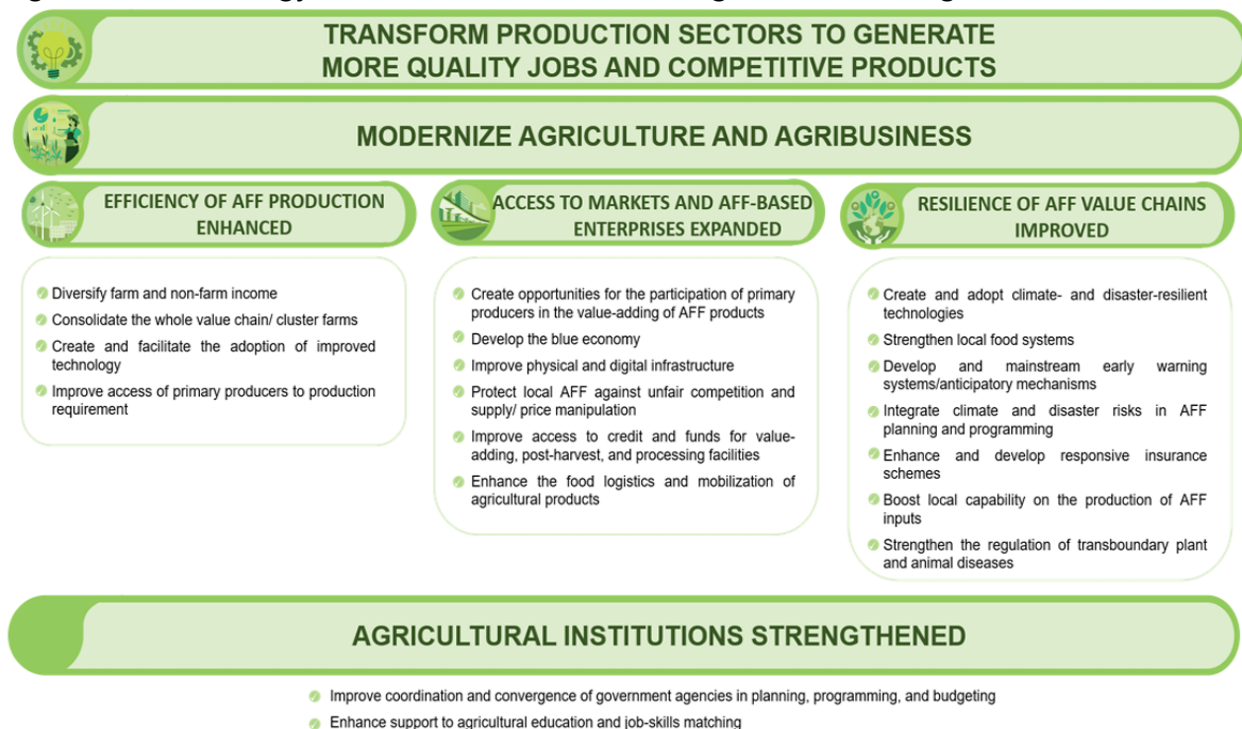 TRANSFORM PRODUCTION SECTORS TO GENERATE
MORE QUALITY JOBS AND COMPETITIVE PRODUCTS
MODERNIZE AGRICULTURE AND AGRIBUSINESS
EFFICIENCY OF AFF PRODUCTION
ENHANCED
Diversify farm and non-farm income
Consolidate the whole value chain/ cluster farms
Create and facilitate the adoption of improved
technology
Improve access of primary producers to production
requirement
ACCESS TO MARKETS AND AFF-BASED
ENTERPRISES EXPANDED
Create opportunities for the participation of primary
producers in the value-adding of AFF products
Develop the blue economy
Improve physical and digital infrastructure
Protect local AFF against unfair competition and
supply/ price manipulation
Improve access to credit and funds for value-
adding, post-harvest, and processing facilities
Enhance the food logistics and mobilization of
agricultural products
RESILIENCE OF AFF VALUE CHAINS
IMPROVED
Create and adopt climate- and disaster-resilient
technologies
Strengthen local food systems
Develop and mainstream early warning
systems/anticipatory mechanisms
Integrate climate and disaster risks in AFF
planning and programming
Enhance and develop responsive insurance
schemes
Boost local capability on the production of AFF
inputs
Strengthen the regulation of transboundary plant
and animal diseases
AGRICULTURAL INSTITUTIONS STRENGTHENED
Improve coordination and convergence of government agencies in planning, programming, and budgeting
Enhance support to agricultural education and job-skills matching